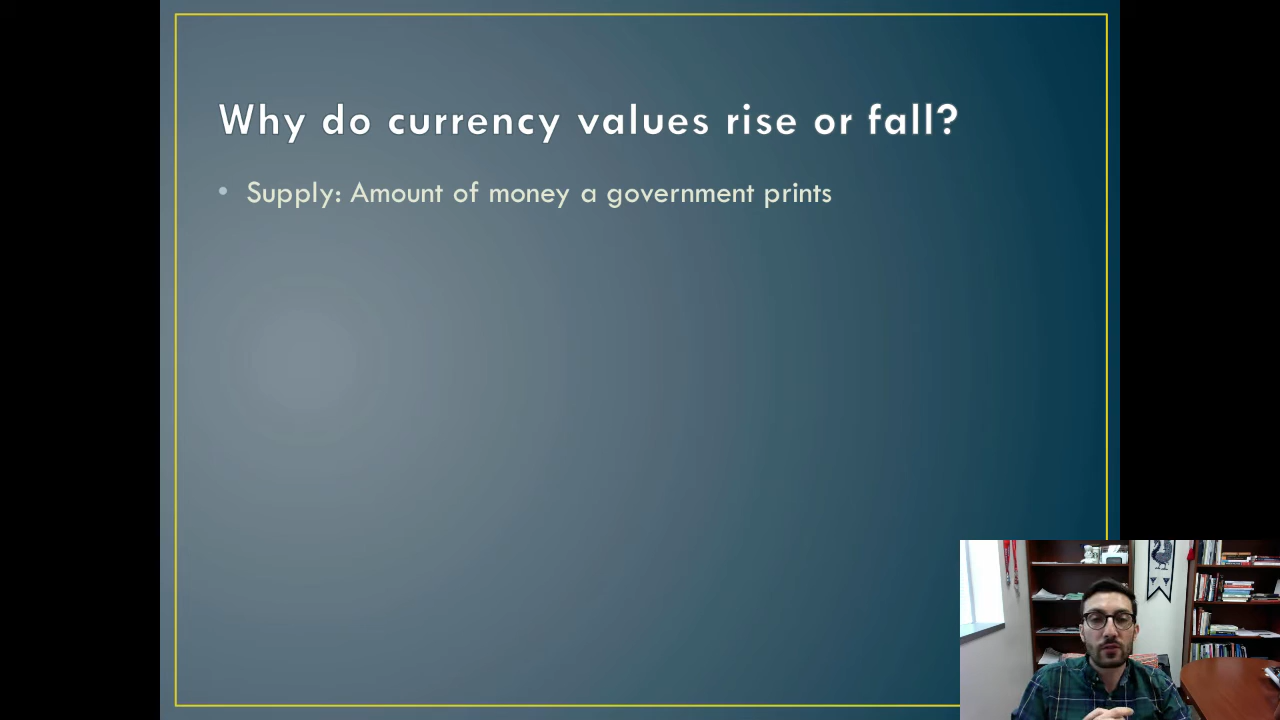 Why do currency values rise or fall?
• Supply: Amount of money a government prints